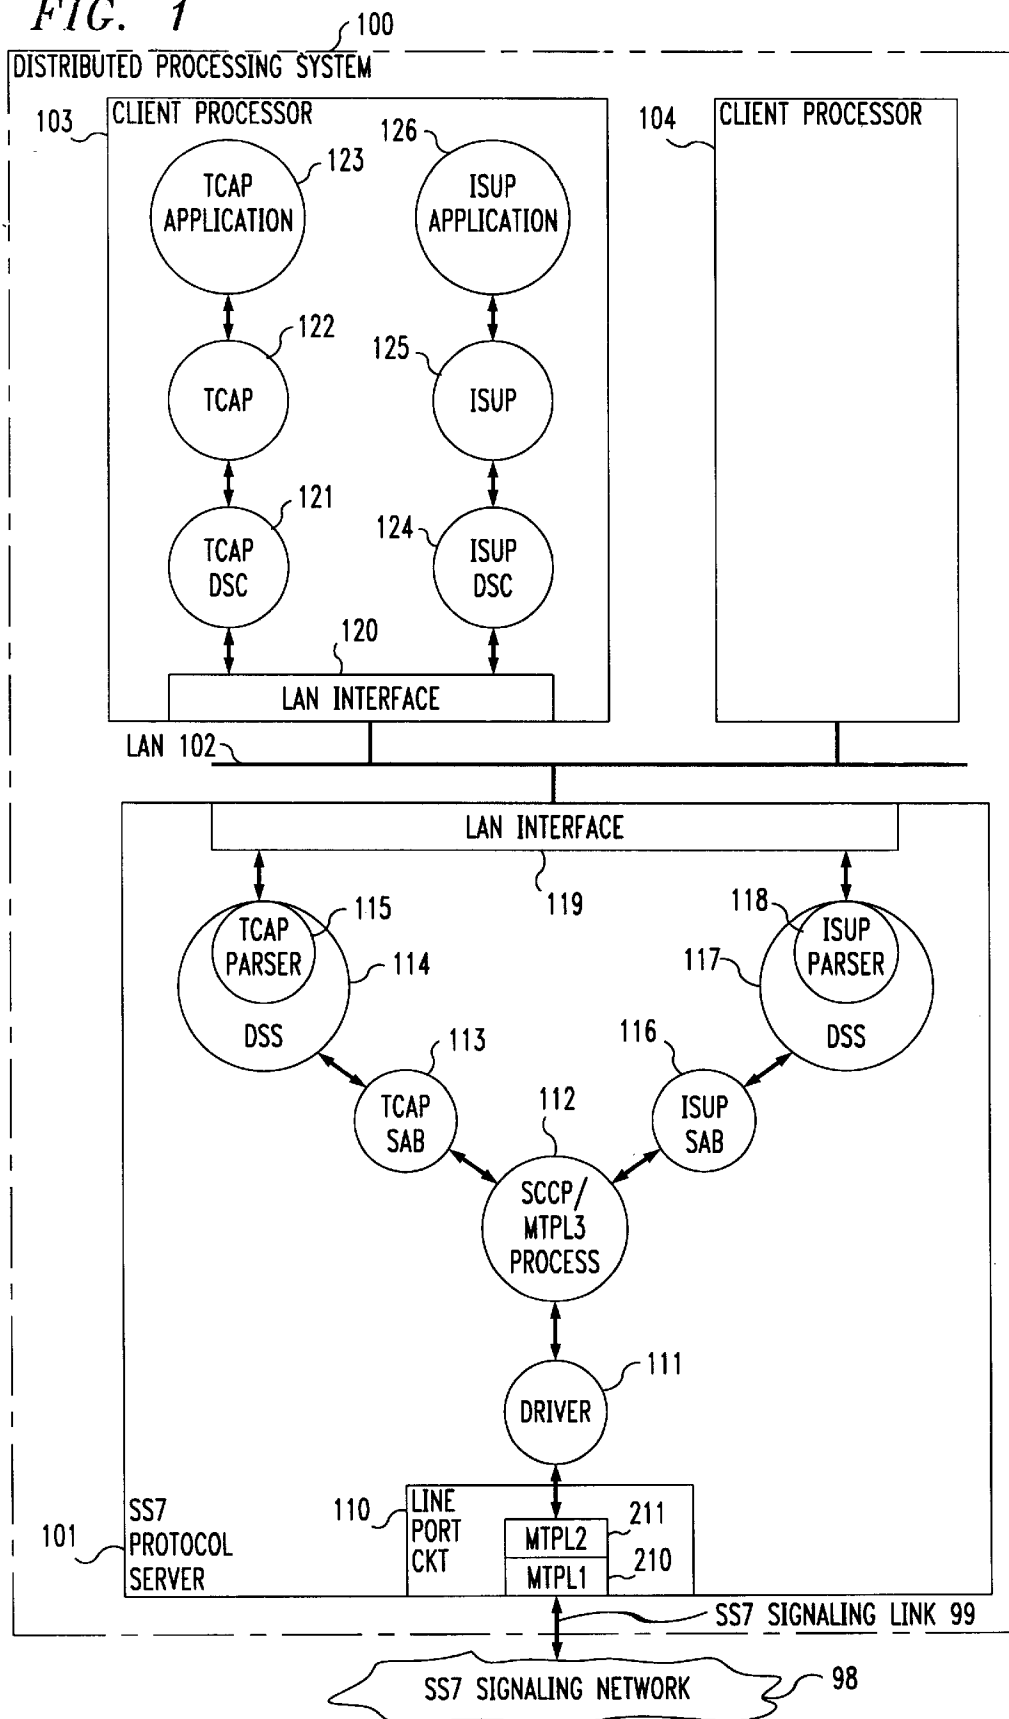 FIG. 1
100
DISTRIBUTED PROCESSING SYSTEM
103
CLIENT PROCESSOR
104
CLIENT PROCESSOR
126
123
TCAP
APPLICATION
ISUP
APPLICATION
122
125
TCAP
ISUP
121
124
TCAP
DSC
ISUP
DSC
120
LAN INTERFACE
LAN 102
LAN INTERFACE
119
115
118
TCAP
PARSER
ISUP
PARSER
114
117
DSS
DSS
113
116
TCAP
SAB
112
ISUP
SAB
SCCP/
MTPL3
PROCESS
111
DRIVER
110
LINE
PORT
CKT
211
MTPL2
210
MTPL1
101
SS7
PROTOCOL
SERVER
SS7 SIGNALING LINK 99
SS7 SIGNALING NETWORK
98